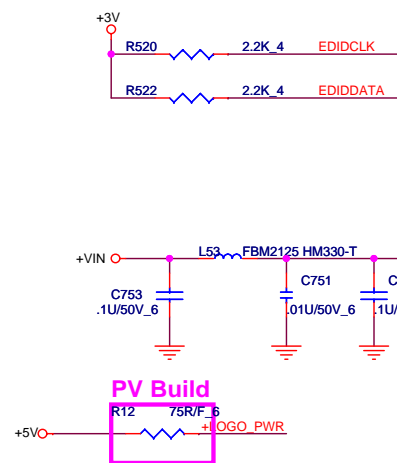 +3V
R520 2.2K_4 EDIDCLK
R522 2.2K_4 EDIDDATA
+VIN L53 FBM2125 HM330-T
C753 C751 C
.1U/50V_6 .01U/50V_6 .1U/
PV Build
R12 75R/F_6
+5V +LOGO_PWR